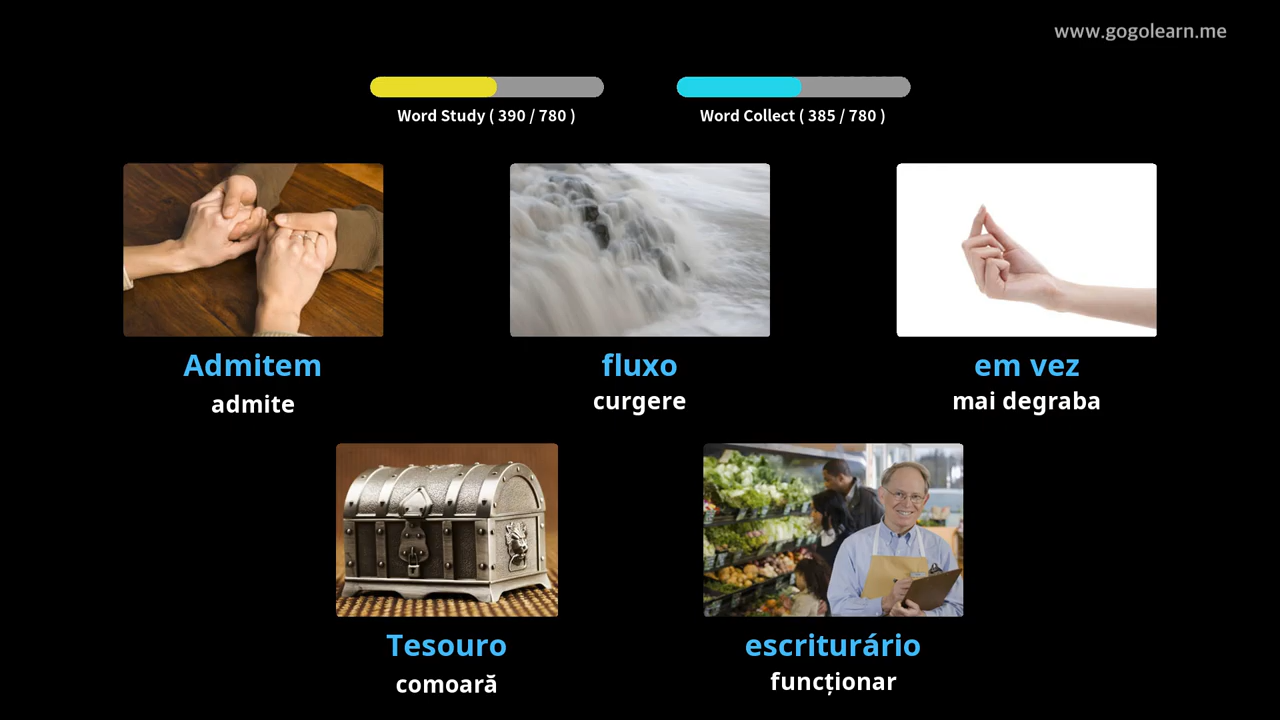 www.gogolearn.me
Word Study ( 390 / 780 )
Word Collect ( 385 / 780 )
Admitem
admite
fluxo
curgere
em vez
mai degraba
Tesouro
comoară
escriturário
funcționar